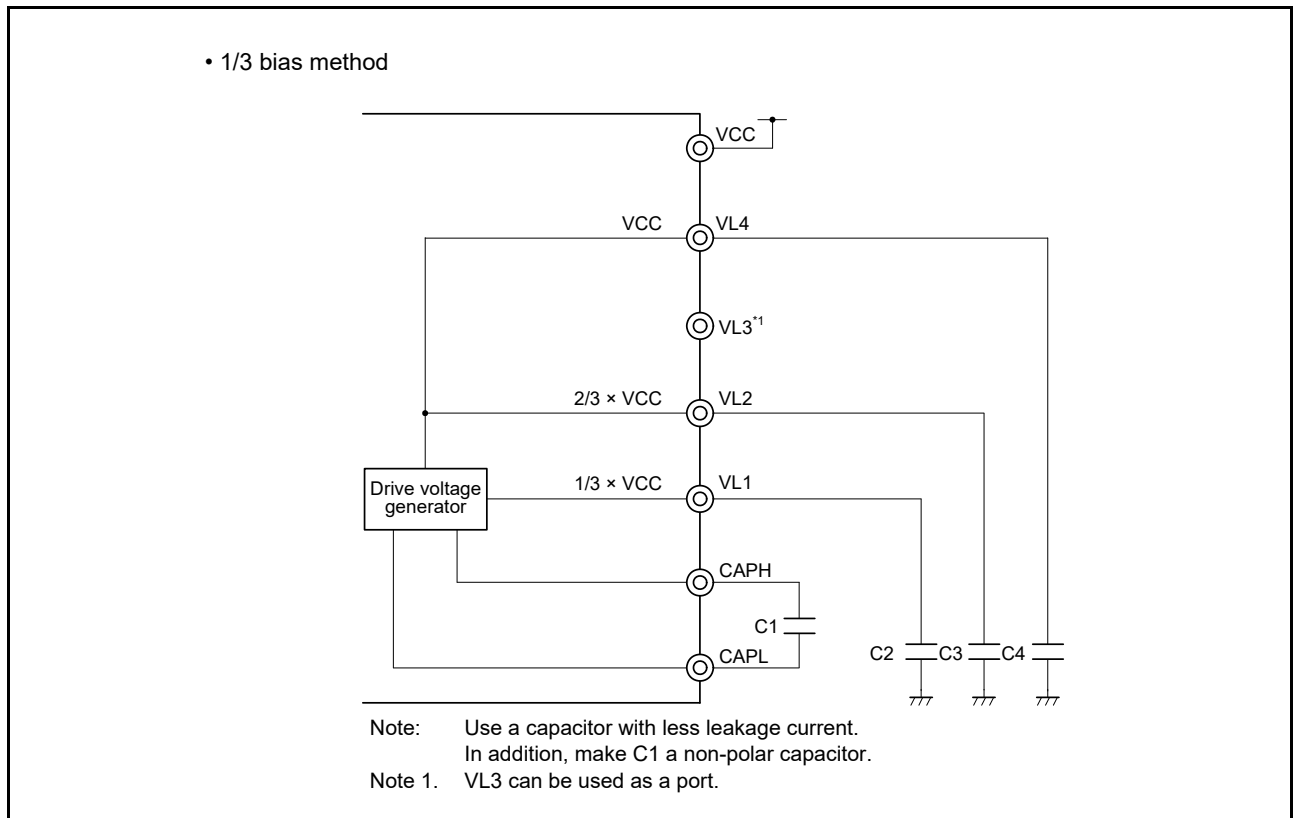 • 1/3 bias method
VCC
VCC
VL4
VL3*1
2/3 × VCC
VL2
1/3 × VCC
VL1
Drive voltage
generator
CAPH
C1
CAPL
C2
C3
C4
Note: Use a capacitor with less leakage current.
In addition, make C1 a non-polar capacitor.
Note 1. VL3 can be used as a port.